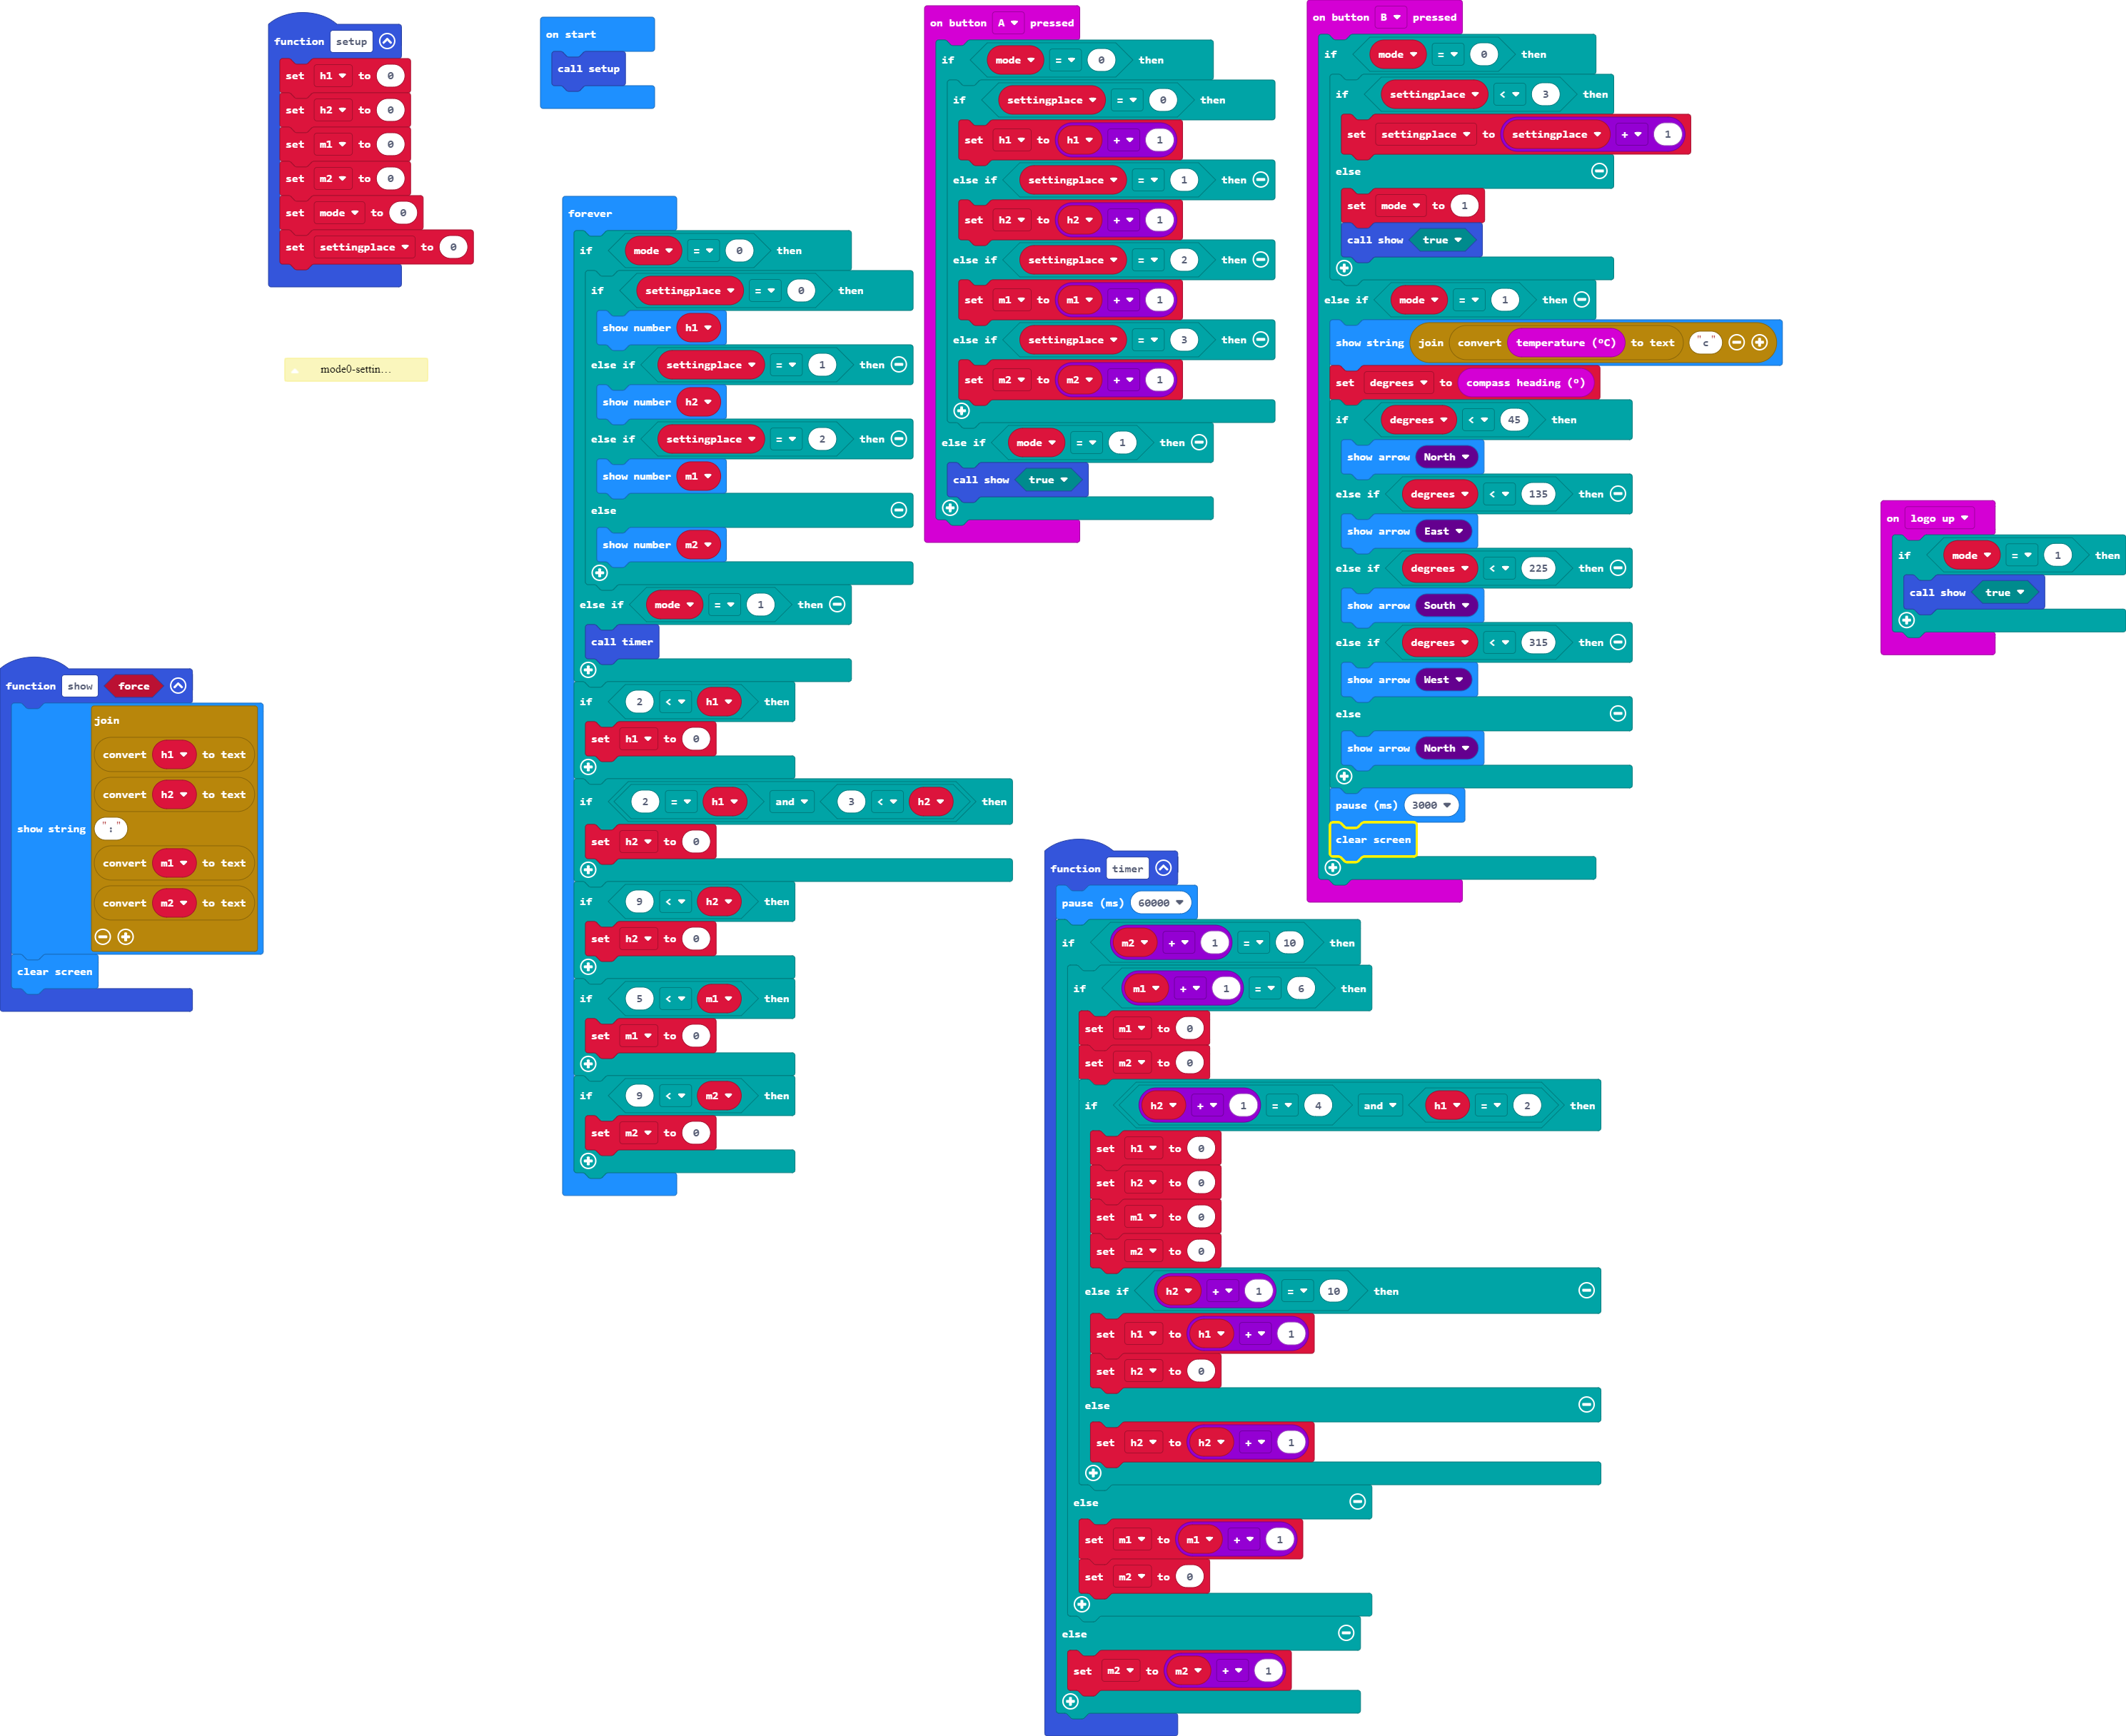 function setup
set h1 to 0
set h2 to 0
set m1 to 0
set m2 to 0
set mode to 0
set settingplace to 0
on start
call setup
mode0-settin...
function show force
show string
join
convert h1 to text
convert h2 to text
":"
convert m1 to text
convert m2 to text
clear screen
forever
if mode = 0 then
if settingplace = 0 then
show number h1
else if settingplace = 1 then
show number h2
else if settingplace = 2 then
show number m1
else
show number m2
else if mode = 1 then
call timer
if 2 < h1 then
set h1 to 0
if 2 = h1 and 3 < h2 then
set h2 to 0
if 9 < h2 then
set h2 to 0
if 5 < m1 then
set m1 to 0
if 9 < m2 then
set m2 to 0
on button A pressed
if mode = 0 then
if settingplace = 0 then
set h1 to h1 + 1
else if settingplace = 1 then
set h2 to h2 + 1
else if settingplace = 2 then
set m1 to m1 + 1
else if settingplace = 3 then
set m2 to m2 + 1
else if mode = 1 then
call show true
on button B pressed
if mode = 0 then
if settingplace < 3 then
set settingplace to settingplace + 1
else
set mode to 1
call show true
else if mode = 1 then
show string join convert temperature (°C) to text "c"
set degrees to compass heading (°)
if degrees < 45 then
show arrow North
else if degrees < 135 then
show arrow East
else if degrees < 225 then
show arrow South
else if degrees < 315 then
show arrow West
else
show arrow North
pause (ms) 3000
clear screen
on logo up
if mode = 1 then
call show true
function timer
pause (ms) 60000
if m2 + 1 = 10 then
if m1 + 1 = 6 then
set m1 to 0
set m2 to 0
if h2 + 1 = 4 and h1 = 2 then
set h1 to 0
set h2 to 0
set m1 to 0
set m2 to 0
else if h2 + 1 = 10 then
set h1 to h1 + 1
set h2 to 0
else
set h2 to h2 + 1
else
set m1 to m1 + 1
set m2 to 0
else
set m2 to m2 + 1